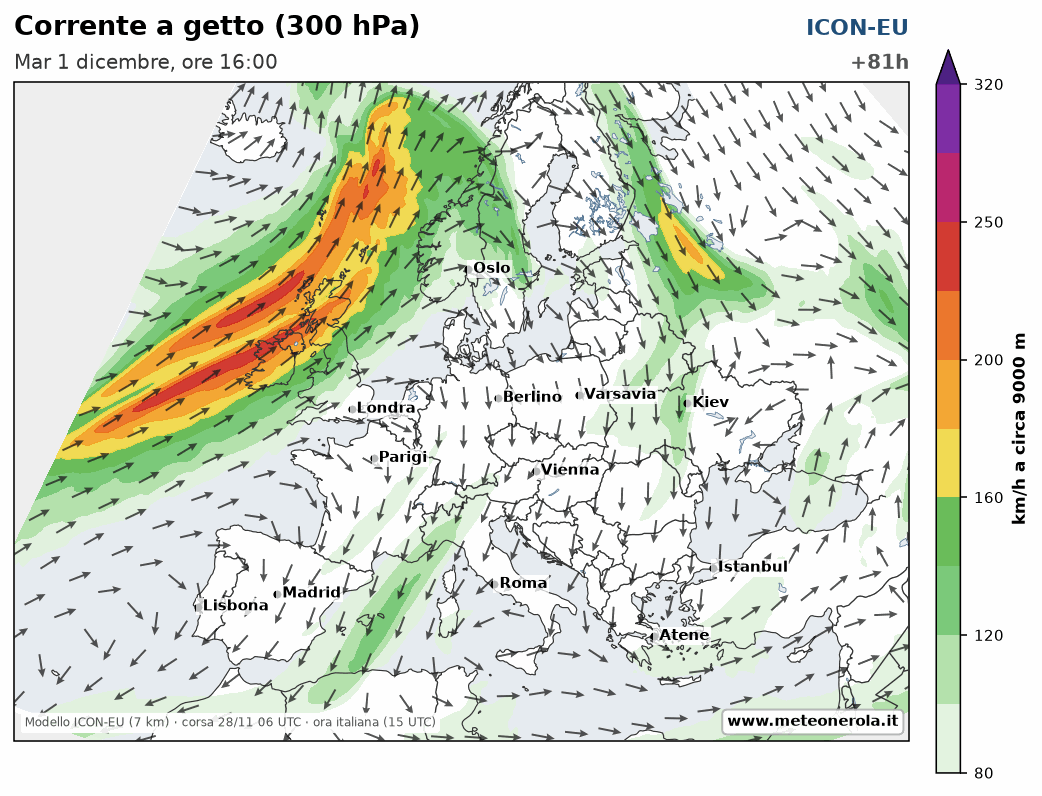 Corrente a getto (300 hPa)
ICON-EU
Mar 1 dicembre, ore 16:00
+81h
320
250
200
160
120
80
km/h a circa 9000 m
Oslo
Londra
Berlino
Varsavia
Kiev
Parigi
Vienna
Istanbul
Roma
Madrid
Lisbona
Atene
Modello ICON-EU (7 km) · corsa 28/11 06 UTC · ora italiana (15 UTC)
www.meteonerola.it